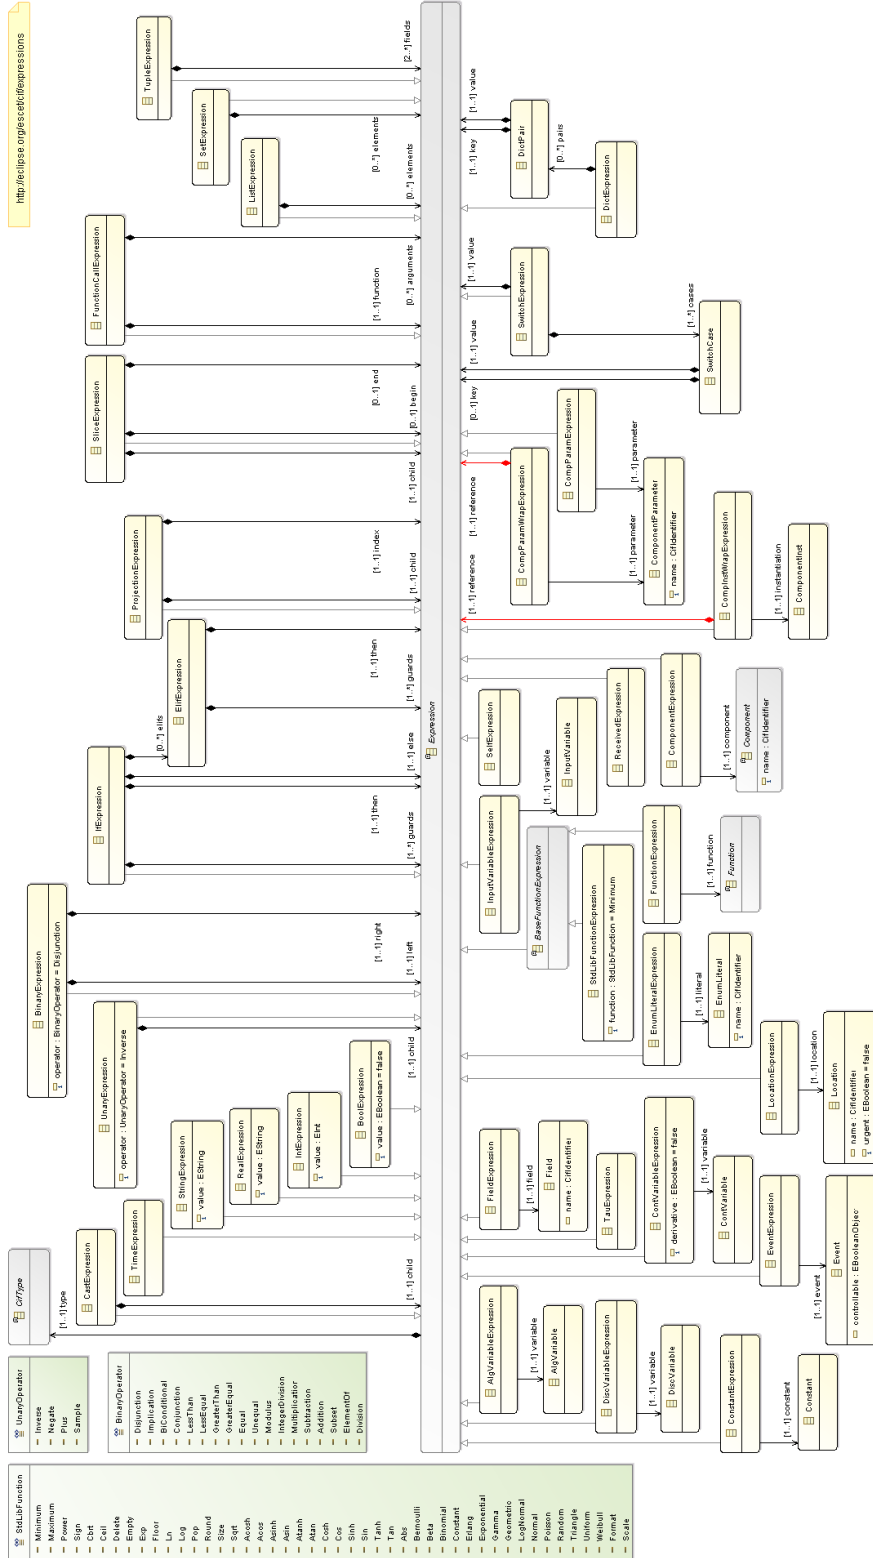 http://eclipse.org/escet/cif/expressions
TupleExpression
[2..*] fields
SetExpression
[0..*] elements
ListExpression
[0..*] elements
FunctionCallExpression
[1..1] function
[0..*] arguments
SliceExpression
[1..1] end
[0..1] begin
[1..1] child
ProjectionExpression
[1..1] index
[1..1] child
ElifExpression
[0..*] elifs
[1..1] then
[1..*] guards
IfExpression
[1..1] else
[1..1] then
[1..*] guards
BinaryExpression
operator : BinaryOperator = Disjunction
[1..1] right
[1..1] left
UnaryExpression
operator : UnaryOperator = Inverse
[1..1] child
BoolExpression
value : EBoolean = false
IntExpression
value : EInt
RealExpression
value : EString
StringExpression
value : EString
TimeExpression
CastExpression
[1..1] child
CifType
[1..1] type
Expression
DictPair
[1..1] value
[1..1] key
[0..*] pairs
DictExpression
SwitchExpression
[1..1] value
[1..*] cases
SwitchCase
[1..1] value
[0..1] key
CompParamExpression
[1..1] parameter
CompParamWrapExpression
[1..1] reference
[1..1] parameter
ComponentParameter
name : CifIdentifier
CompInstWrapExpression
[1..1] reference
[1..1] instantiation
ComponentInst
SelfExpression
ReceivedExpression
ComponentExpression
[1..1] component
Component
name : CifIdentifier
InputVariable
[1..1] variable
InputVariableExpression
BaseFunctionExpression
StdLibFunctionExpression
function : StdLibFunction = Minimum
FunctionExpression
[1..1] function
Function
EnumLiteralExpression
[1..1] literal
EnumLiteral
name : CifIdentifier
LocationExpression
[1..1] location
Location
name : CifIdentifier
urgent : EBoolean = false
FieldExpression
[1..1] field
Field
name : CifIdentifier
TauExpression
ContVariableExpression
derivative : EBoolean = false
[1..1] variable
ContVariable
EventExpression
[1..1] event
Event
controllable : EBooleanObjec
AlgVariableExpression
[1..1] variable
AlgVariable
DiscVariableExpression
[1..1] variable
DiscVariable
ConstantExpression
[1..1] constant
Constant
UnaryOperator
Inverse
Negate
Plus
Sample
BinaryOperator
Disjunction
Implication
BiConditional
Conjunction
LessThan
LessEqual
GreaterThan
GreaterEqual
Equal
Unequal
Modulus
IntegerDivision
Multiplication
Subtraction
Addition
Subset
ElementOf
Division
StdLibFunction
Minimum
Maximum
Power
Sign
Cbrt
Ceil
Delete
Empty
Exp
Floor
Ln
Log
Pop
Round
Size
Sqrt
Acosh
Acos
Asinh
Asin
Atanh
Atan
Cosh
Cos
Sinh
Sin
Tanh
Tan
Abs
Bernoulli
Beta
Binomial
Constant
Erlang
Exponential
Gamma
Geometric
LogNormal
Normal
Poisson
Random
Triangle
Uniform
Weibull
Format
Scale